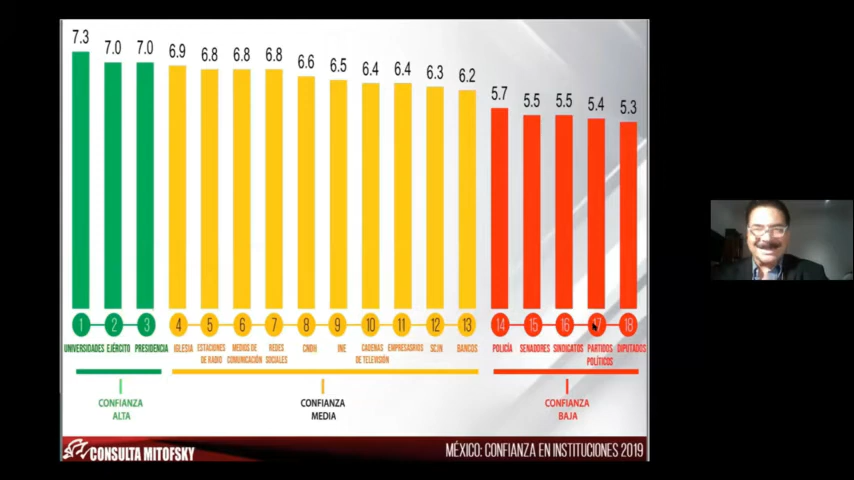 7.3
7.0
7.0
6.9
6.8
6.8
6.8
6.6
6.5
6.4
6.4
6.3
6.2
5.7
5.5
5.5
5.4
5.3
1
2
3
4
5
6
7
8
9
10
11
12
13
14
15
16
17
18
UNIVERSIDADES
EJÉRCITO
PRESIDENCIA
IGLESIA
ESTACIONES
DE RADIO
MEDIOS DE
COMUNICACIÓN
REDES
SOCIALES
CNDH
INE
CADENAS
DE TELEVISIÓN
EMPRESARIOS
SCJN
BANCOS
POLICÍA
SENADORES
SINDICATOS
PARTIDOS
POLÍTICOS
DIPUTADOS
CONFIANZA
ALTA
CONFIANZA
MEDIA
CONFIANZA
BAJA
CONSULTA MITOFSKY
MÉXICO: CONFIANZA EN INSTITUCIONES 2019